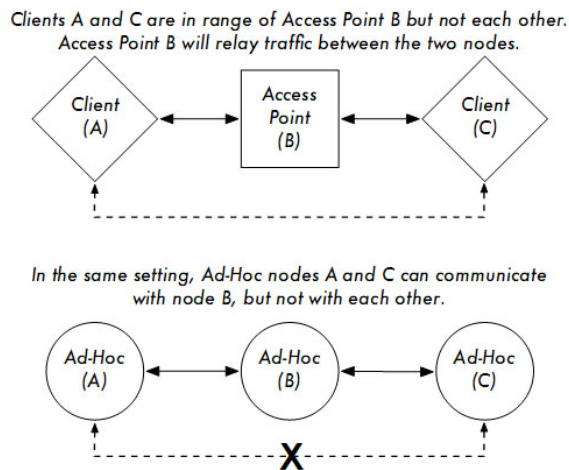 Clients A and C are in range of Access Point B but not each other.
Access Point B will relay traffic between the two nodes.
Client
(A)
Access
Point
(B)
Client
(C)
In the same setting, Ad-Hoc nodes A and C can communicate
with node B, but not with each other.
Ad-Hoc
(A)
Ad-Hoc
(B)
Ad-Hoc
(C)
X